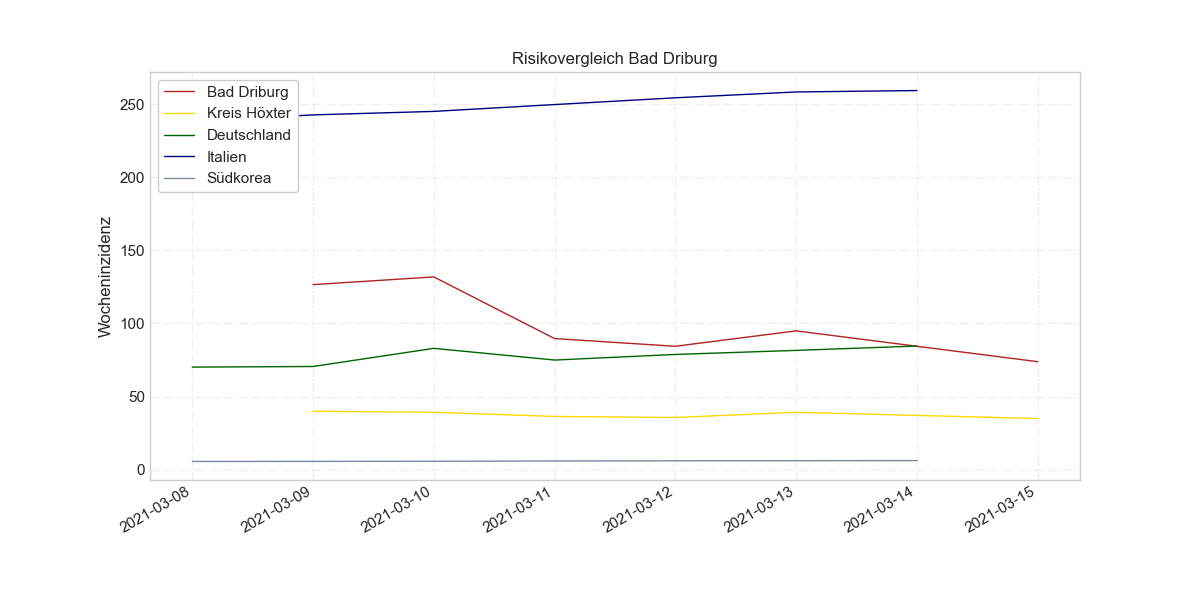 Risikovergleich Bad Driburg
Wocheninzidenz
250
200
150
100
50
0
Bad Driburg
Kreis Höxter
Deutschland
Italien
Südkorea
2021-03-08
2021-03-09
2021-03-10
2021-03-11
2021-03-12
2021-03-13
2021-03-14
2021-03-15